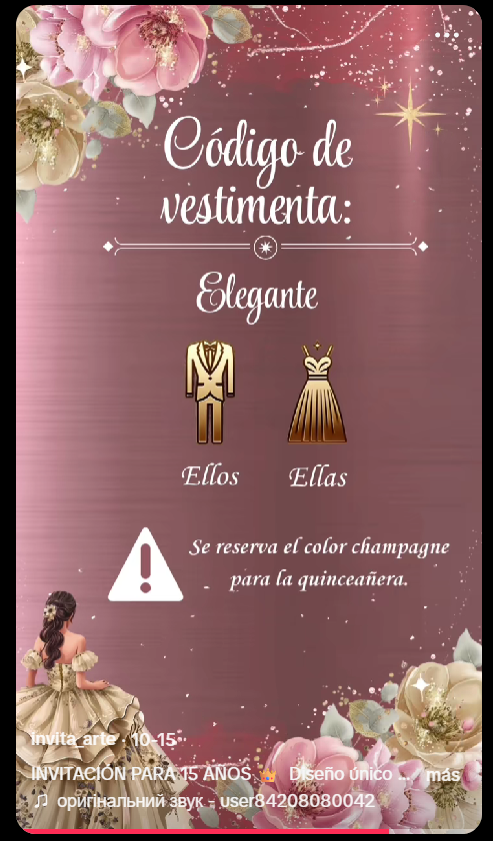 Código de
vestimenta:
Elegante
Ellos Ellas
Se reserva el color champagne
para la quinceañera.
invita_arte · 10-15
INVITACIÓN PARA 15 AÑOS 👑 Diseño único ... más
оригінальний звук - user84208080042